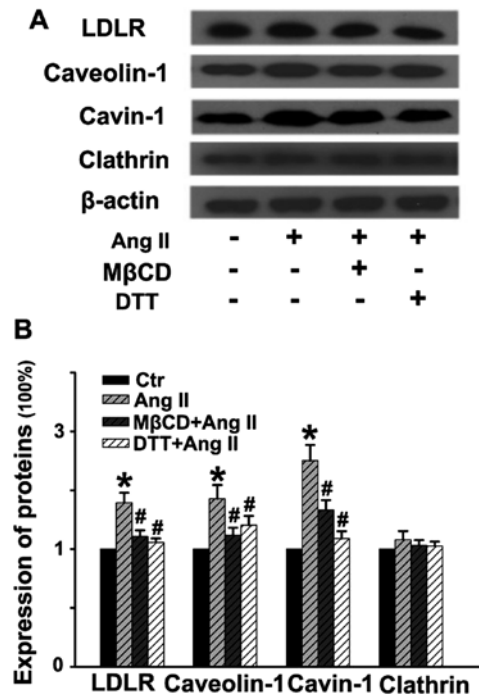 A
LDLR
Caveolin-1
Cavin-1
Clathrin
β-actin
Ang II - + + +
MβCD - - + -
DTT - - - +
B
Expression of proteins (100%)
3
1
0
Ctr
Ang II
MβCD+Ang II
DTT+Ang II
* # #
* # #
* # #
LDLR Caveolin-1 Cavin-1 Clathrin